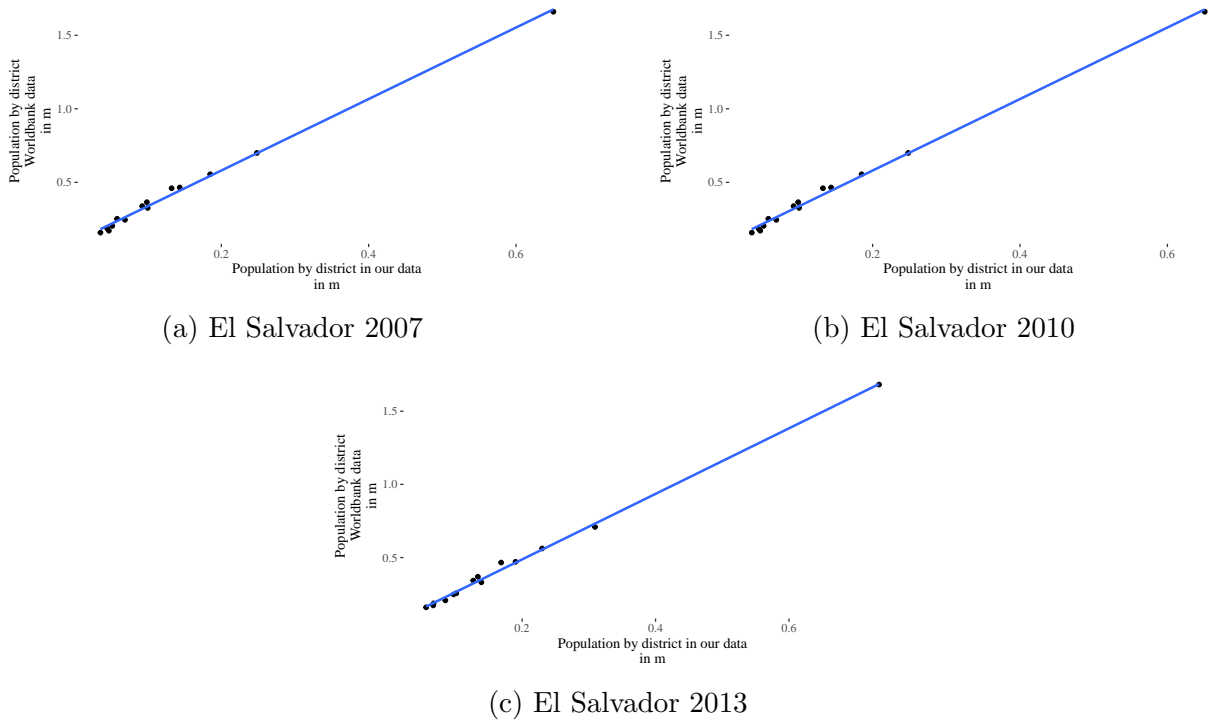 Population by district
Worldbank data
in m
1.5
1.0
0.5
0.2
0.4
0.6
Population by district in our data
in m
(a) El Salvador 2007
Population by district
Worldbank data
in m
1.5
1.0
0.5
0.2
0.4
0.6
Population by district in our data
in m
(b) El Salvador 2010
Population by district
Worldbank data
in m
1.5
1.0
0.5
0.2
0.4
0.6
Population by district in our data
in m
(c) El Salvador 2013